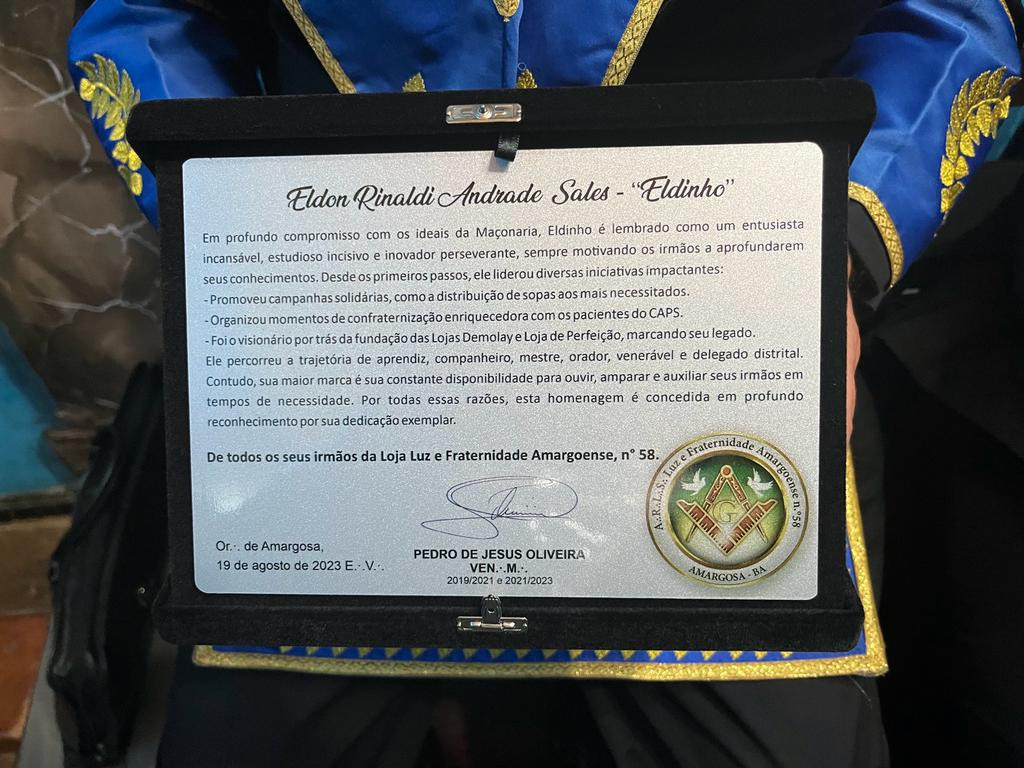 Eldon Rinaldi Andrade Sales - “Eldinho”
Em profundo compromisso com os ideais da Maçonaria, Eldinho é lembrado como um entusiasta
incansável, estudioso incisivo e inovador perseverante, sempre motivando os irmãos a aprofundarem
seus conhecimentos. Desde os primeiros passos, ele liderou diversas iniciativas impactantes:
- Promoveu campanhas solidárias, como a distribuição de sopas aos mais necessitados.
- Organizou momentos de confraternização enriquecedora com os pacientes do CAPS.
- Foi o visionário por trás da fundação das Lojas Demolay e Loja de Perfeição, marcando seu legado.
Ele percorreu a trajetória de aprendiz, companheiro, mestre, orador, venerável e delegado distrital.
Contudo, sua maior marca é sua constante disponibilidade para ouvir, amparar e auxiliar seus irmãos em
tempos de necessidade. Por todas essas razões, esta homenagem é concedida em profundo
reconhecimento por sua dedicação exemplar.
De todos os seus irmãos da Loja Luz e Fraternidade Amargoense, n° 58.
Or∴ de Amargosa,
19 de agosto de 2023 E∴V∴
PEDRO DE JESUS OLIVEIRA
VEN∴M∴
2019/2021 e 2021/2023
A∴R∴L∴S∴ Luz e Fraternidade Amargoense n.°58
G
AMARGOSA - BA